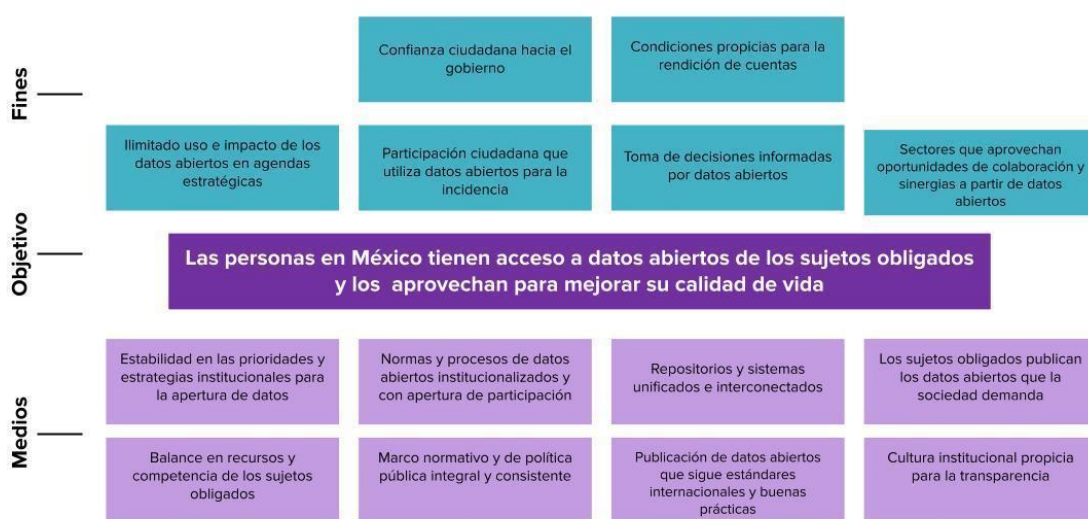 Fines
Confianza ciudadana hacia el
gobierno
Condiciones propicias para la
rendición de cuentas
Ilimitado uso e impacto de los
datos abiertos en agendas
estratégicas
Participación ciudadana que
utiliza datos abiertos para la
incidencia
Toma de decisiones informadas
por datos abiertos
Sectores que aprovechan
oportunidades de colaboración y
sinergias a partir de datos
abiertos
Objetivo
Las personas en México tienen acceso a datos abiertos de los sujetos obligados
y los aprovechan para mejorar su calidad de vida
Medios
Estabilidad en las prioridades y
estrategias institucionales para
la apertura de datos
Normas y procesos de datos
abiertos institucionalizados y
con apertura de participación
Repositorios y sistemas
unificados e interconectados
Los sujetos obligados publican
los datos abiertos que la
sociedad demanda
Balance en recursos y
competencia de los sujetos
obligados
Marco normativo y de política
pública integral y consistente
Publicación de datos abiertos
que sigue estándares
internacionales y buenas
prácticas
Cultura institucional propicia
para la transparencia